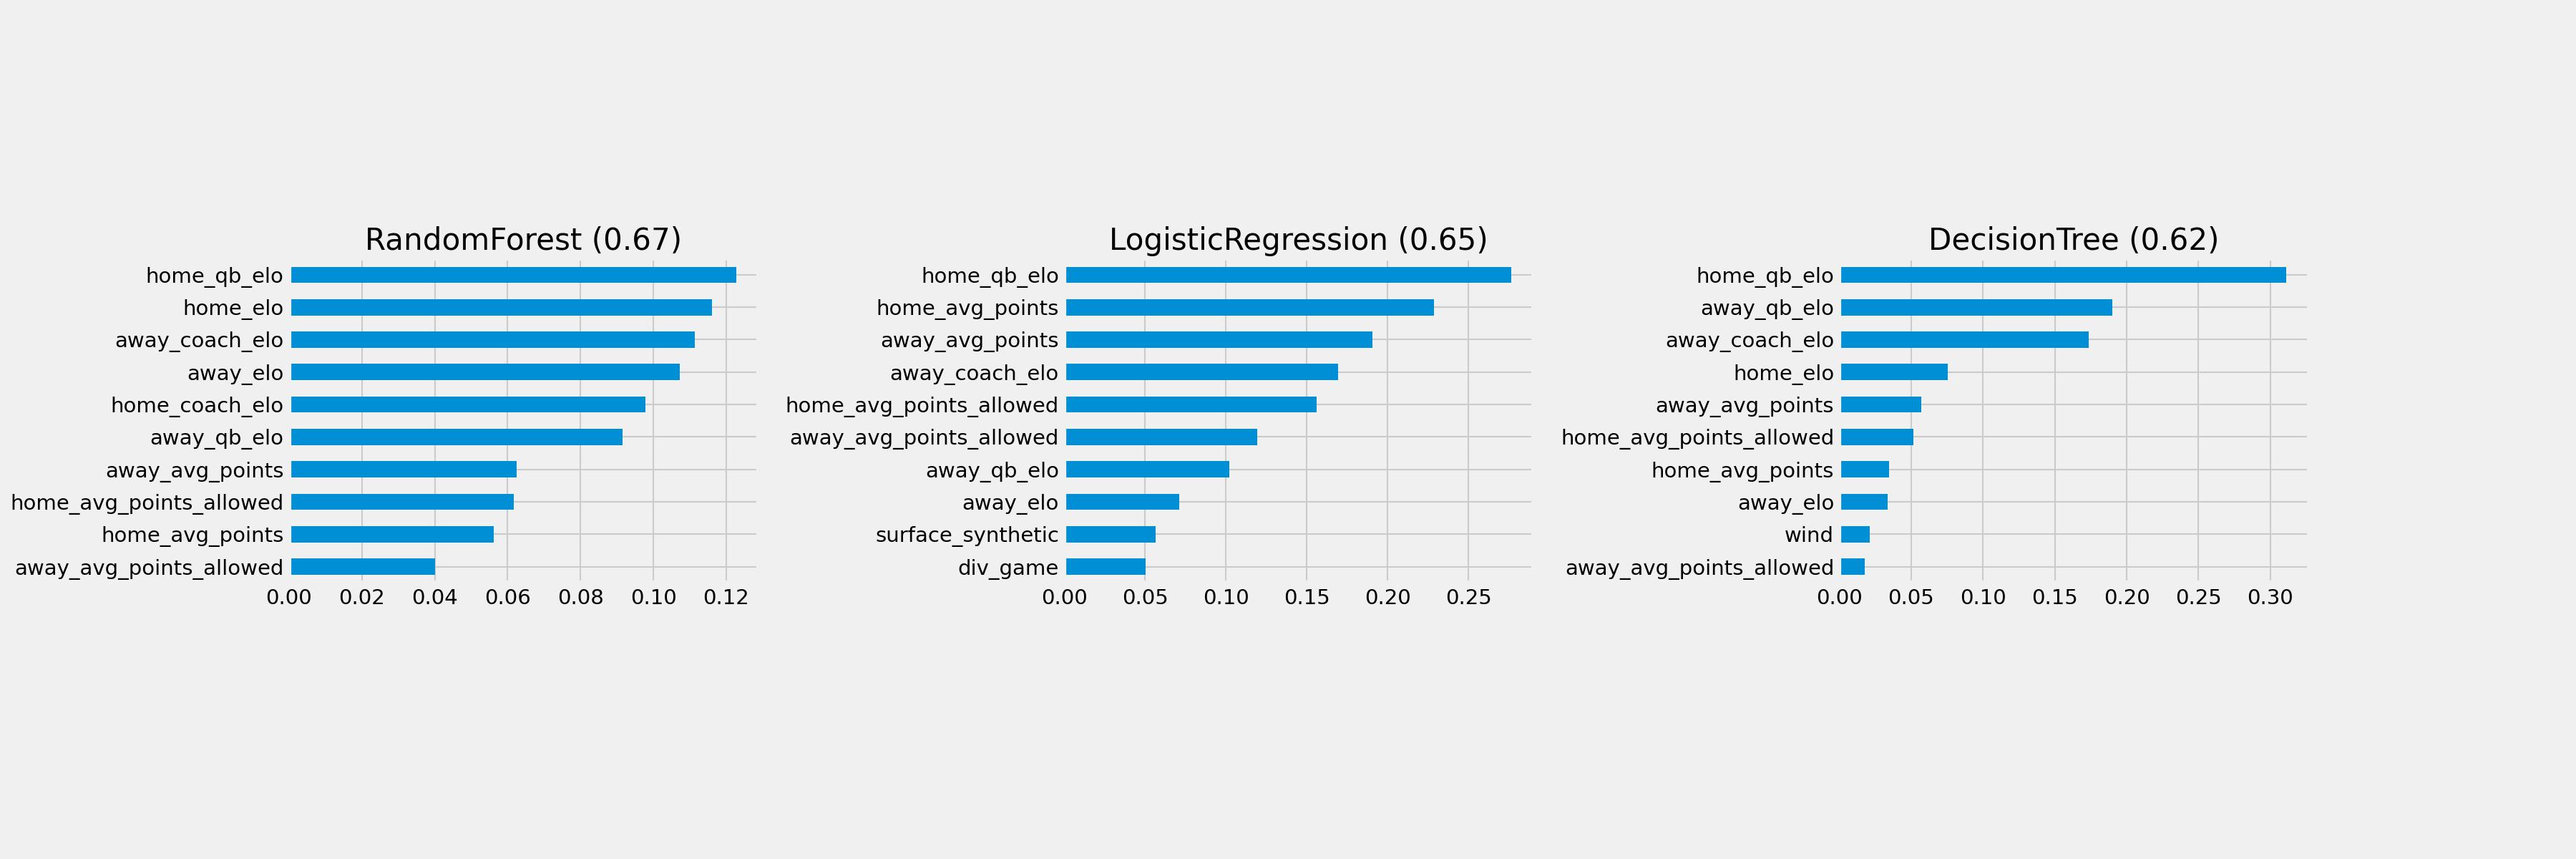 RandomForest (0.67)
home_qb_elo
home_elo
away_coach_elo
away_elo
home_coach_elo
away_qb_elo
away_avg_points
home_avg_points_allowed
home_avg_points
away_avg_points_allowed
0.00 0.02 0.04 0.06 0.08 0.10 0.12
LogisticRegression (0.65)
home_qb_elo
home_avg_points
away_avg_points
away_coach_elo
home_avg_points_allowed
away_avg_points_allowed
away_qb_elo
away_elo
surface_synthetic
div_game
0.00 0.05 0.10 0.15 0.20 0.25
DecisionTree (0.62)
home_qb_elo
away_qb_elo
away_coach_elo
home_elo
away_avg_points
home_avg_points_allowed
home_avg_points
away_elo
wind
away_avg_points_allowed
0.00 0.05 0.10 0.15 0.20 0.25 0.30